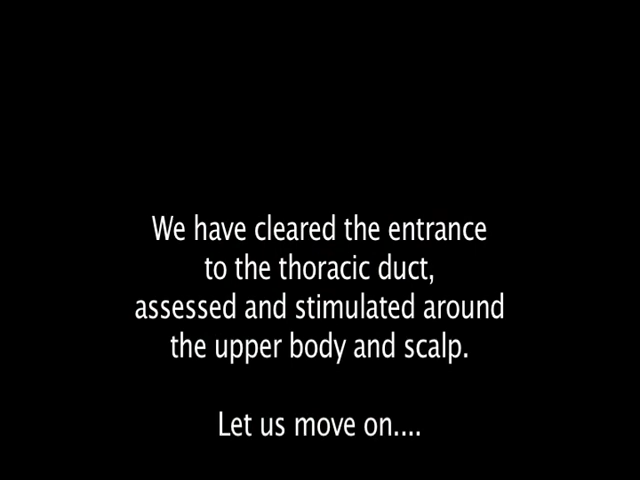 We have cleared the entrance
to the thoracic duct,
assessed and stimulated around
the upper body and scalp.
Let us move on....